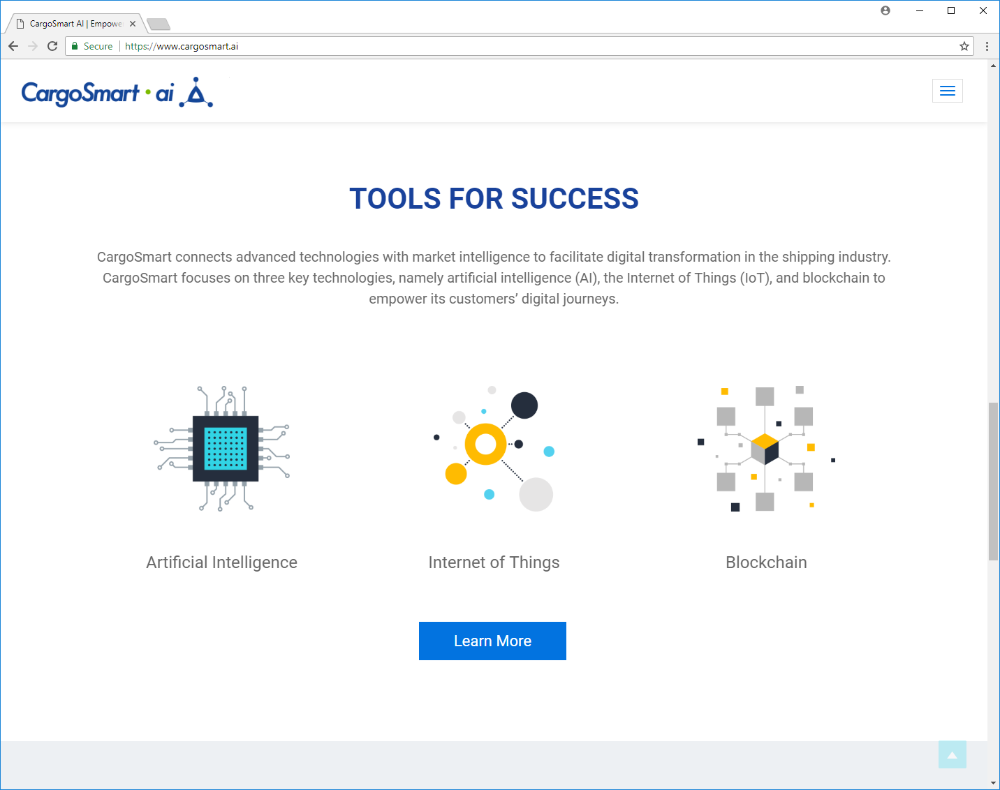 CargoSmart AI | Empowe
Secure
https://www.cargosmart.ai
CargoSmart • ai
TOOLS FOR SUCCESS
CargoSmart connects advanced technologies with market intelligence to facilitate digital transformation in the shipping industry.
CargoSmart focuses on three key technologies, namely artificial intelligence (AI), the Internet of Things (IoT), and blockchain to
empower its customers’ digital journeys.
Artificial Intelligence
Internet of Things
Blockchain
Learn More